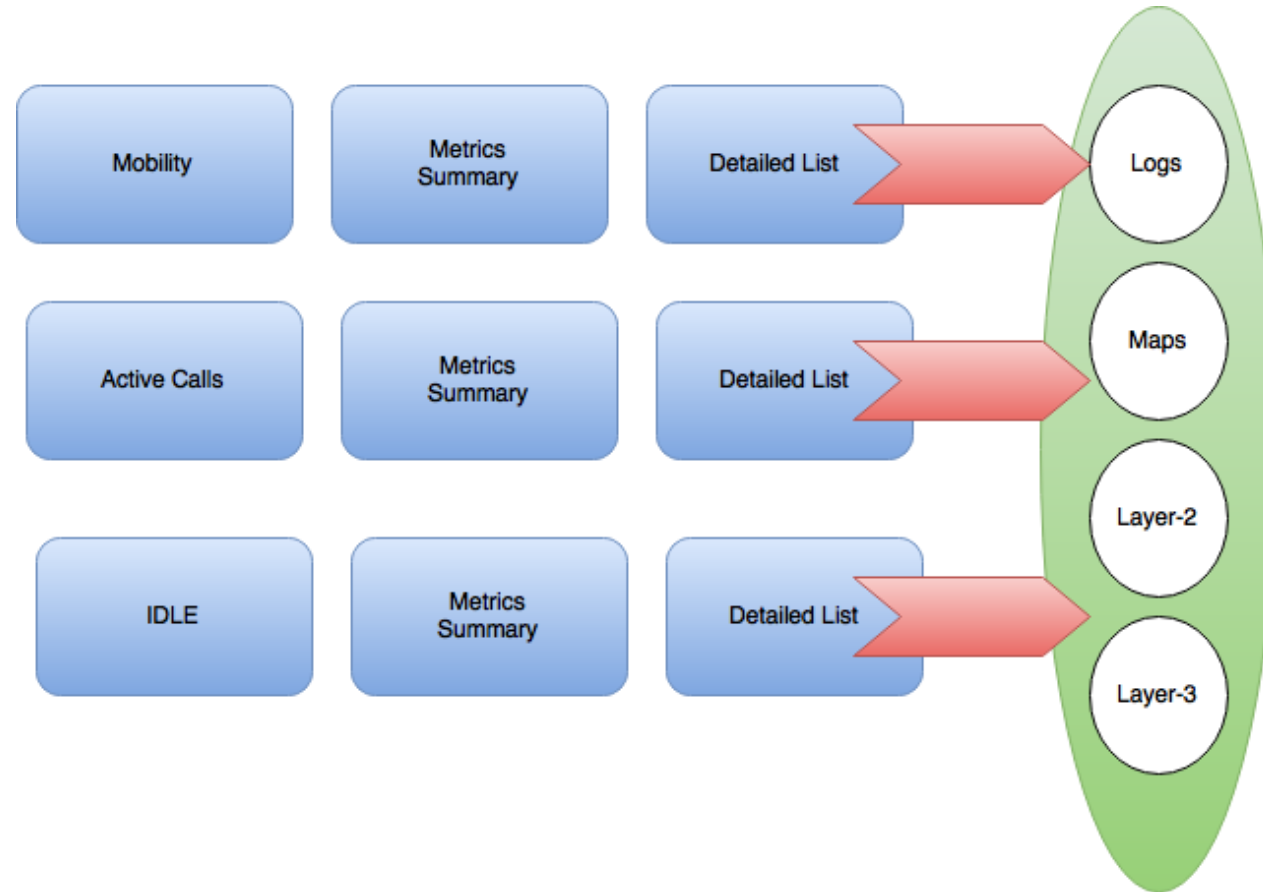 Mobility
Metrics
Summary
Detailed List
Logs
Active Calls
Metrics
Summary
Detailed List
Maps
IDLE
Metrics
Summary
Detailed List
Layer-2
Layer-3